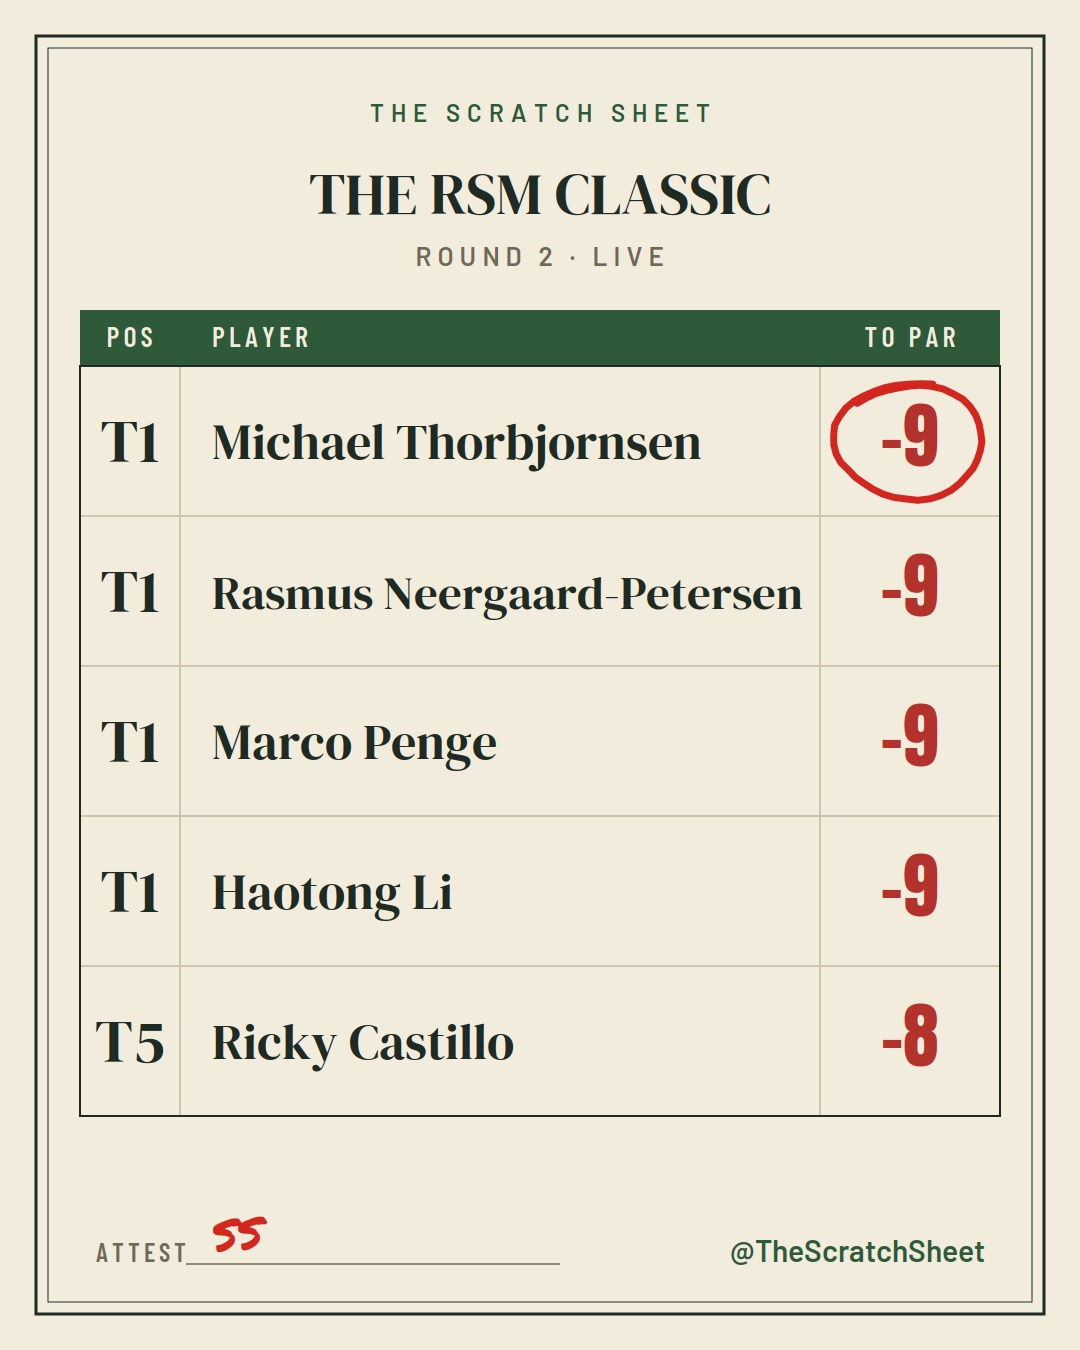 THE SCRATCH SHEET
THE RSM CLASSIC
ROUND 2 · LIVE
POS PLAYER TO PAR
T1 Michael Thorbjornsen -9
T1 Rasmus Neergaard-Petersen -9
T1 Marco Penge -9
T1 Haotong Li -9
T5 Ricky Castillo -8
ATTEST SS @TheScratchSheet